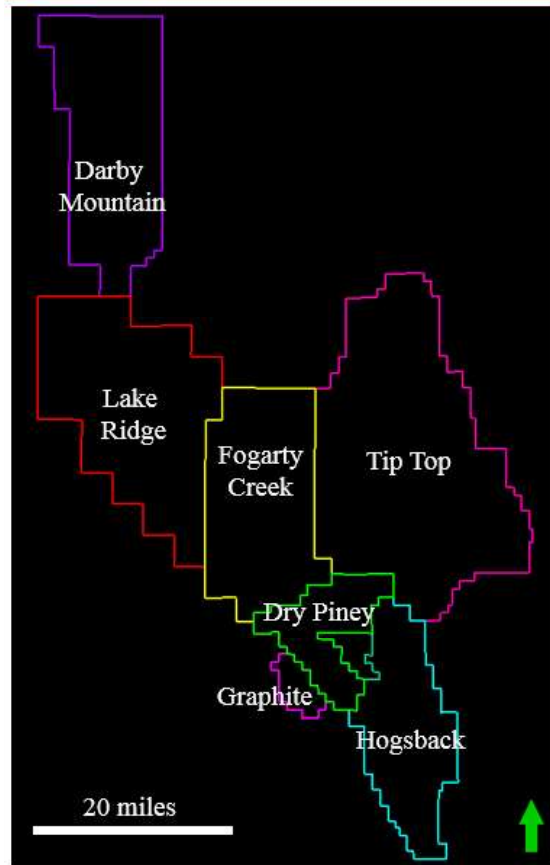 Darby
Mountain
Lake
Ridge
Fogarty
Creek
Tip Top
Dry Piney
Graphite
Hogsback
20 miles